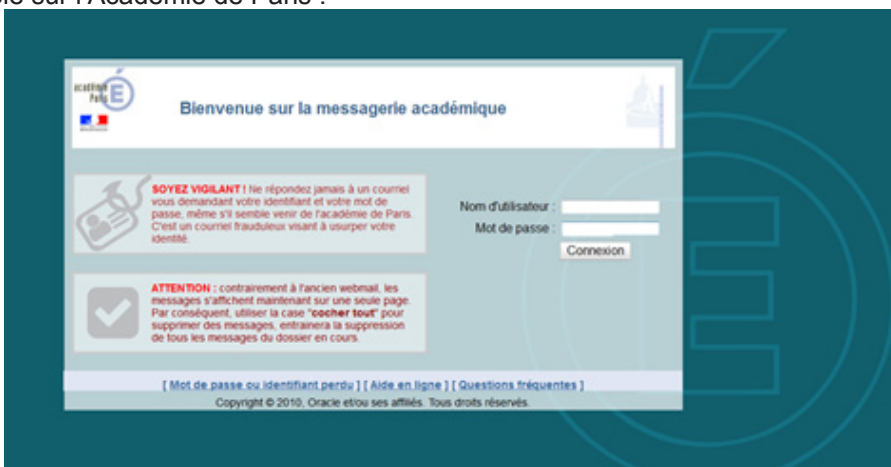 sur l'Académie de Paris :
académie
Paris
É
Bienvenue sur la messagerie académique
SOYEZ VIGILANT ! Ne répondez jamais à un courriel
vous demandant votre identifiant et votre mot de
passe, même s'il semble venir de l'académie de Paris.
C'est un courriel frauduleux visant à usurper votre
identité.
Nom d'utilisateur :
Mot de passe :
Connexion
ATTENTION : contrairement à l'ancien webmail, les
messages s'affichent maintenant sur une seule page.
Par conséquent, utiliser la case "cocher tout" pour
supprimer des messages, entrainera la suppression
de tous les messages du dossier en cours.
[ Mot de passe ou identifiant perdu ] [ Aide en ligne ] [ Questions fréquentes ]
Copyright © 2010, Oracle et/ou ses affiliés. Tous droits réservés.
É